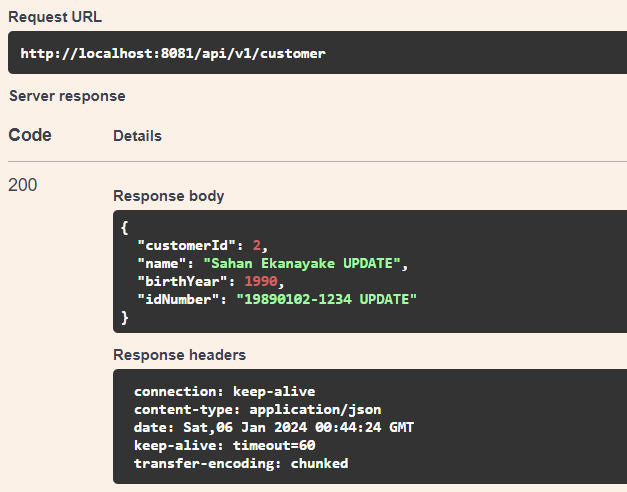 Request URL
http://localhost:8081/api/v1/customer
Server response
Code Details
200
Response body
{
"customerId": 2,
"name": "Sahan Ekanayake UPDATE",
"birthYear": 1990,
"idNumber": "19890102-1234 UPDATE"
}
Response headers
connection: keep-alive
content-type: application/json
date: Sat,06 Jan 2024 00:44:24 GMT
keep-alive: timeout=60
transfer-encoding: chunked